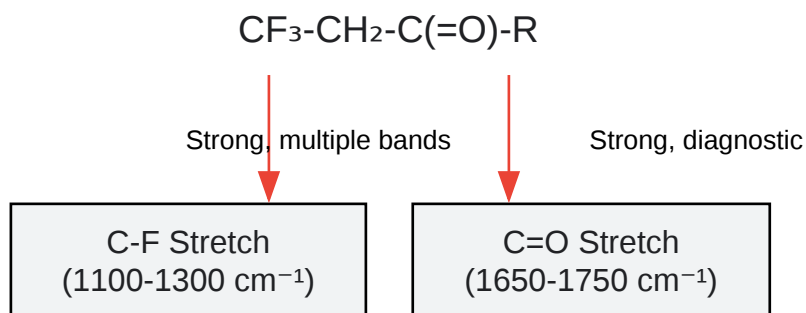 CF₃-CH₂-C(=O)-R
Strong, multiple bands
Strong, diagnostic
C-F Stretch
(1100-1300 cm⁻¹)
C=O Stretch
(1650-1750 cm⁻¹)